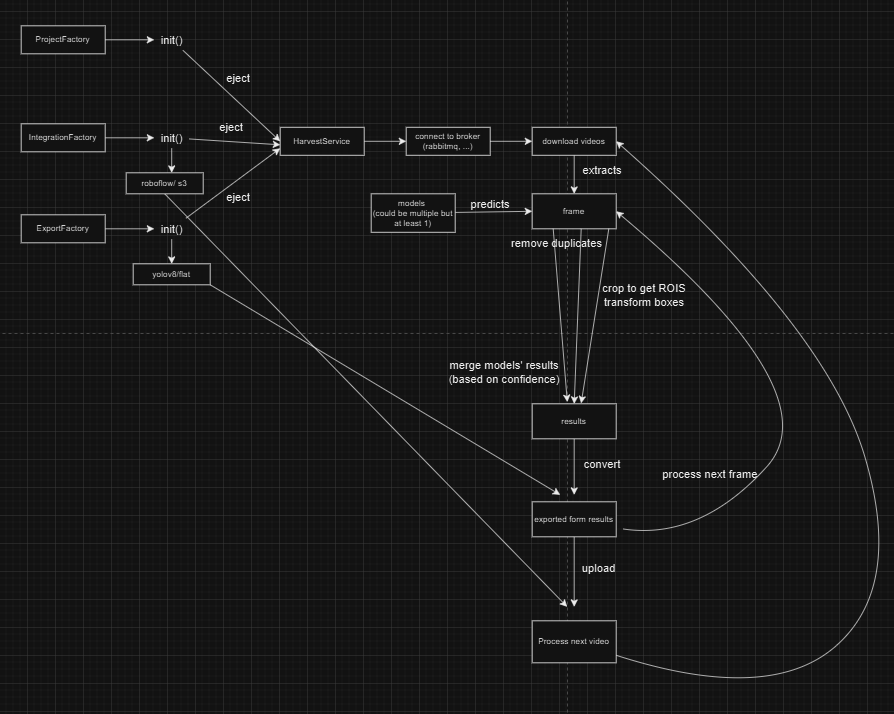 ProjectFactory
init()
eject
IntegrationFactory
init()
eject
HarvestService
connect to broker
(rabbitmq, ...)
download videos
extracts
roboflow/ s3
eject
models
(could be multiple but
at least 1)
predicts
frame
ExportFactory
init()
remove duplicates
yolov8/flat
crop to get ROIS
transform boxes
merge models' results
(based on confidence)
results
convert
process next frame
exported form results
upload
Process next video